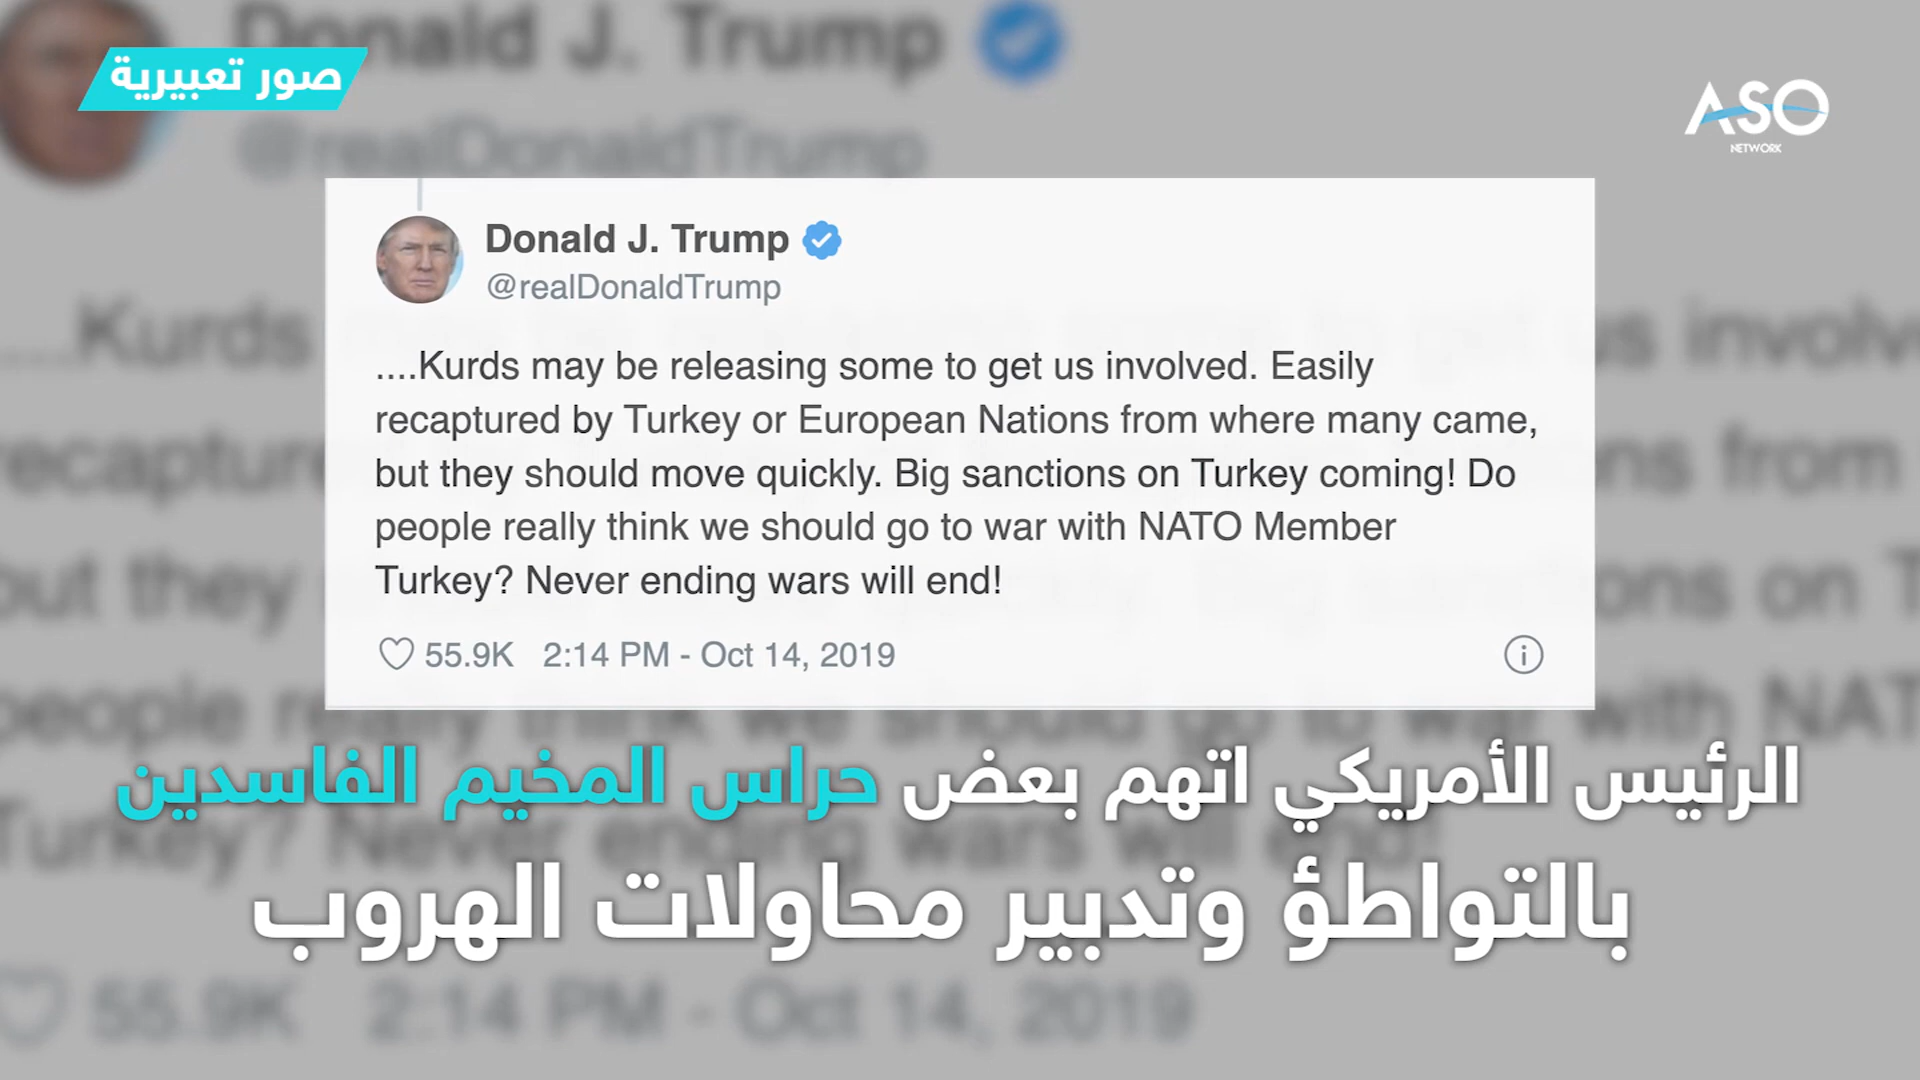 صور تعبيرية
ASO
NETWORK
Donald J. Trump
@realDonaldTrump
....Kurds may be releasing some to get us involved. Easily
recaptured by Turkey or European Nations from where many came,
but they should move quickly. Big sanctions on Turkey coming! Do
people really think we should go to war with NATO Member
Turkey? Never ending wars will end!
55.9K 2:14 PM - Oct 14, 2019
الرئيس الأمريكي اتهم بعض حراس المخيم الفاسدين
بالتواطؤ وتدبير محاولات الهروب